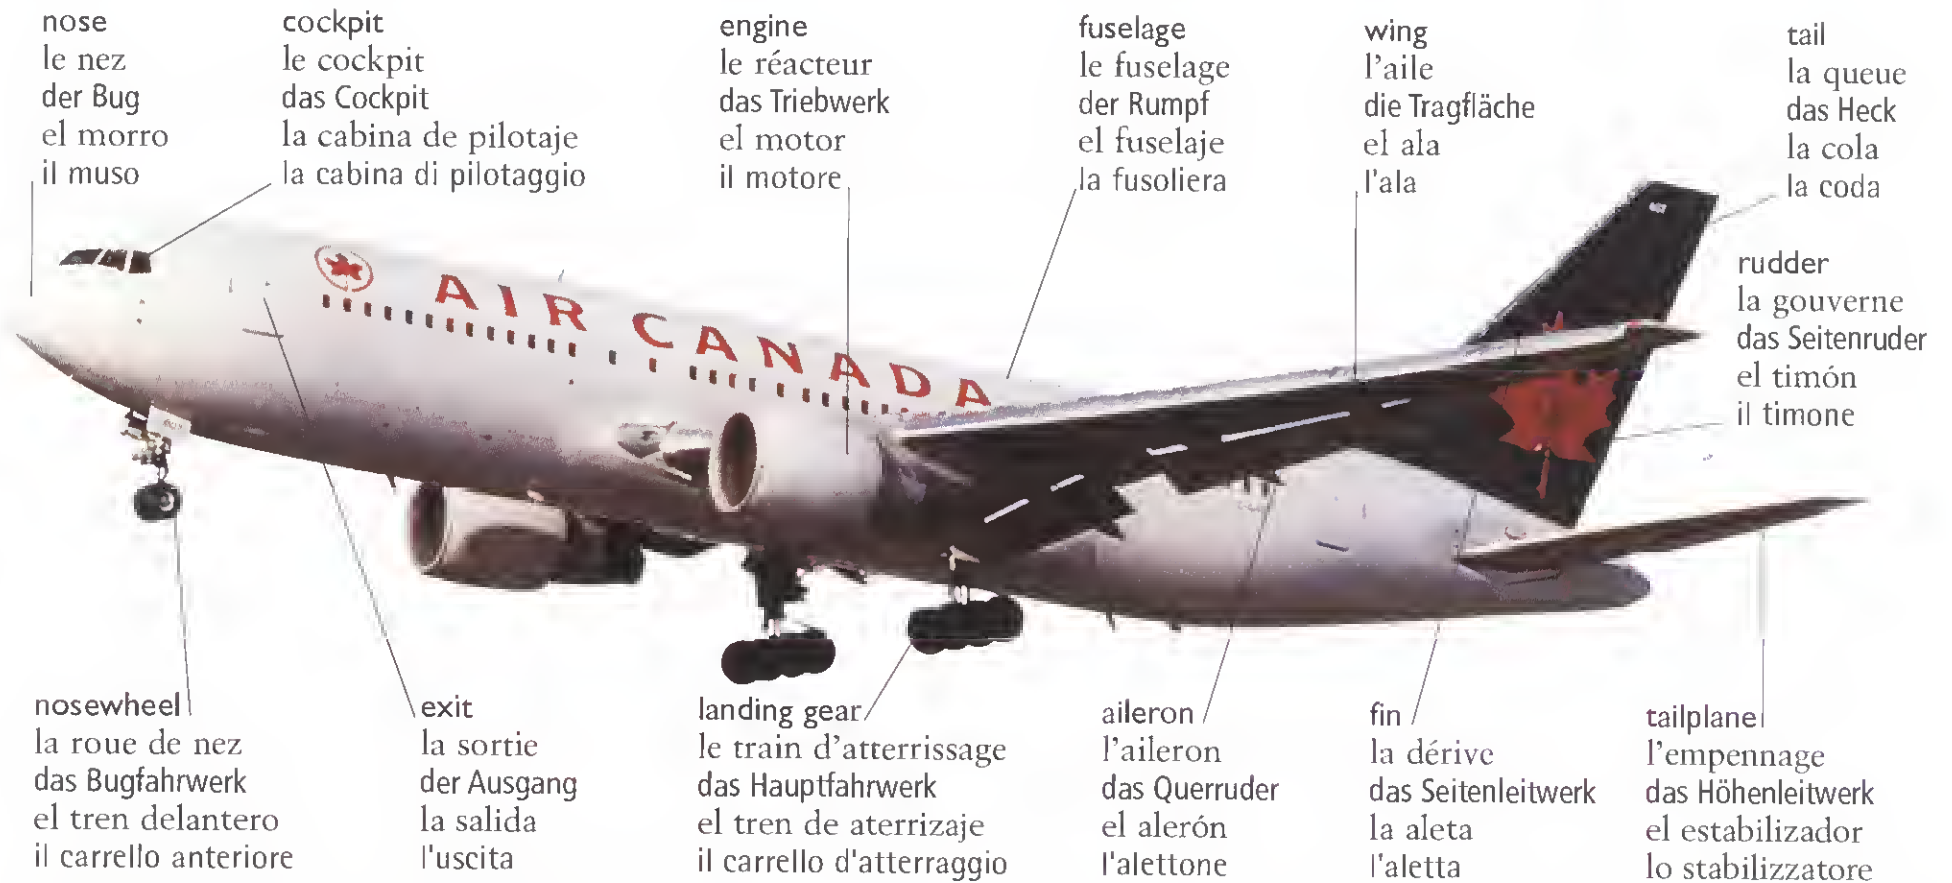 nose
le nez
der Bug
el morro
il muso
cockpit
le cockpit
das Cockpit
la cabina de pilotaje
la cabina di pilotaggio
engine
le réacteur
das Triebwerk
el motor
il motore
fuselage
le fuselage
der Rumpf
el fuselaje
la fusoliera
wing
l'aile
die Tragfläche
el ala
l'ala
tail
la queue
das Heck
la cola
la coda
rudder
la gouverne
das Seitenruder
el timón
il timone
AIR CANADA
nosewheel
la roue de nez
das Bugfahrwerk
el tren delantero
il carrello anteriore
exit
la sortie
der Ausgang
la salida
l'uscita
landing gear
le train d'atterrissage
das Hauptfahrwerk
el tren de aterrizaje
il carrello d'atterraggio
aileron
l'aileron
das Querruder
el alerón
l'alettone
fin
la dérive
das Seitenleitwerk
la aleta
l'aletta
tailplane
l'empennage
das Höhenleitwerk
el estabilizador
lo stabilizzatore